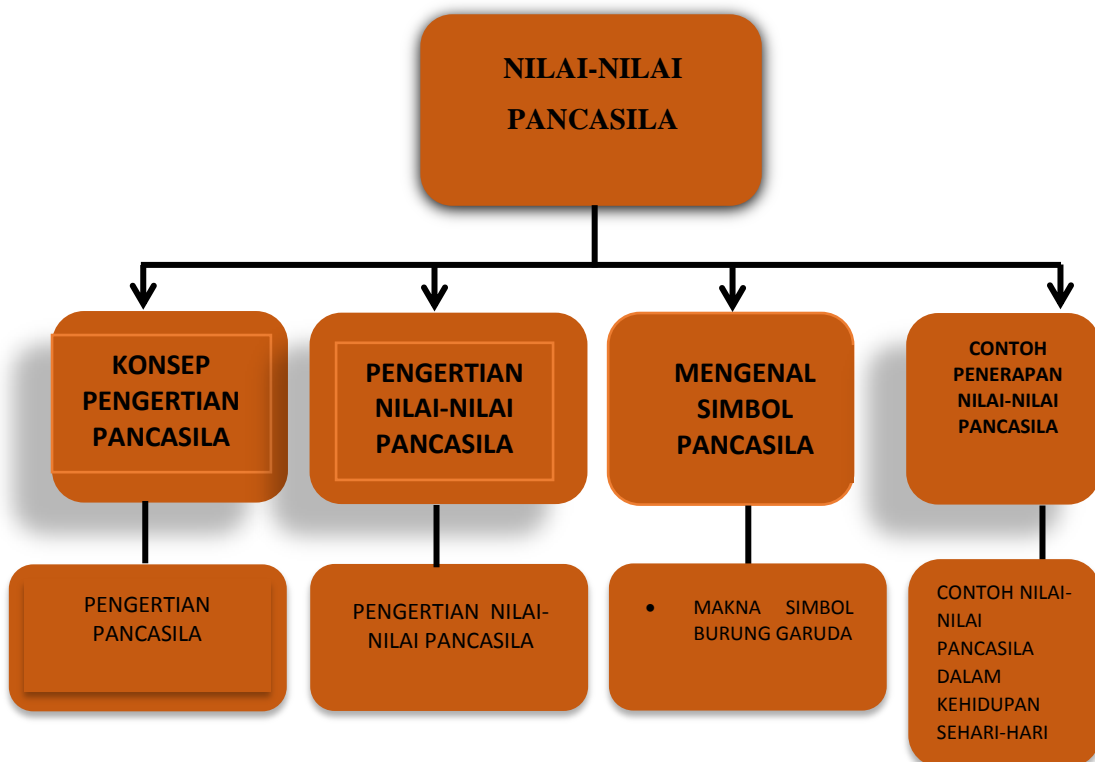 NILAI-NILAI
PANCASILA
KONSEP
PENGERTIAN
PANCASILA
PENGERTIAN
NILAI-NILAI
PANCASILA
MENGENAL
SIMBOL
PANCASILA
CONTOH
PENERAPAN
NILAI-NILAI
PANCASILA
PENGERTIAN
PANCASILA
PENGERTIAN NILAI-
NILAI PANCASILA
• MAKNA SIMBOL
BURUNG GARUDA
CONTOH NILAI-
NILAI
PANCASILA
DALAM
KEHIDUPAN
SEHARI-HARI